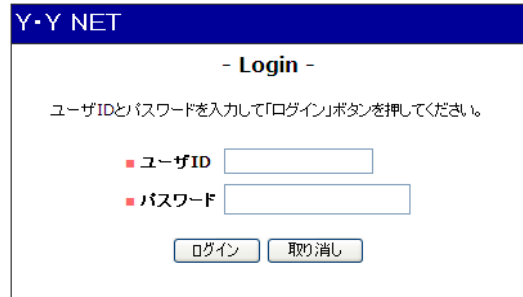 Y･Y NET
- Login -
ユーザIDとパスワードを入力して「ログイン」ボタンを押してください。
■ ユーザID
■ パスワード
ログイン 取り消し